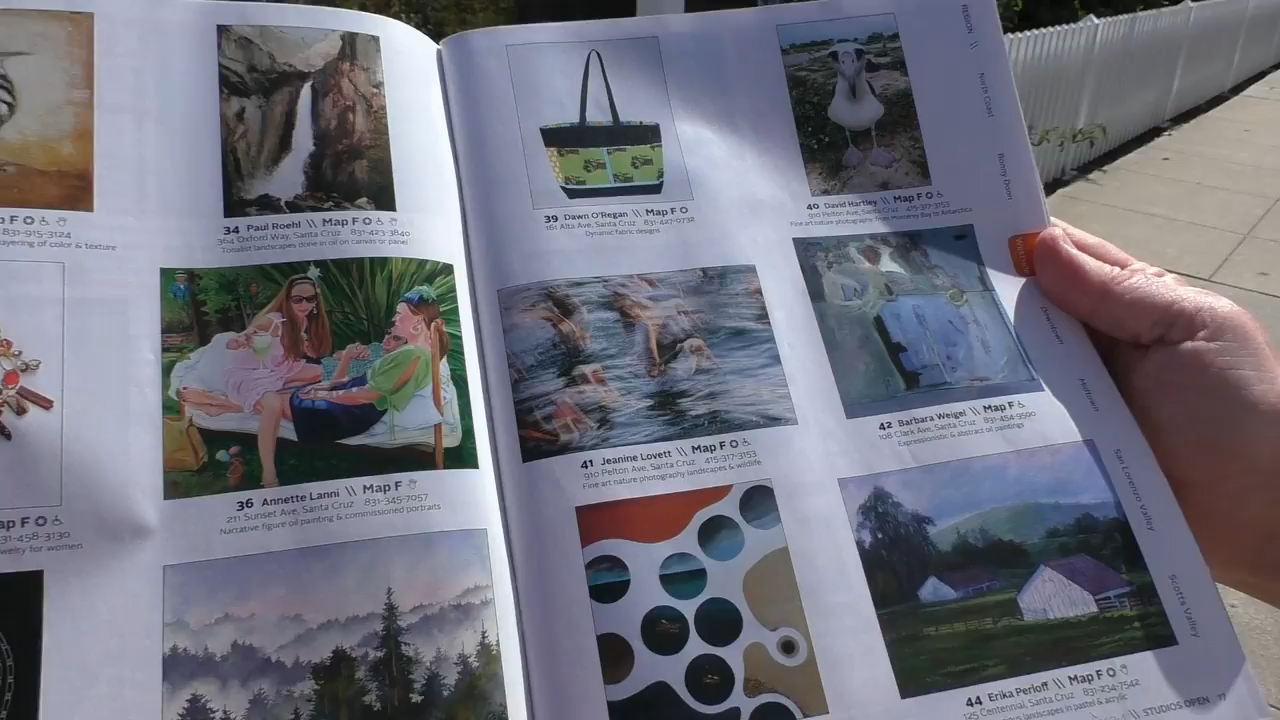 831-915-3124
ayering of color & texture
34 Paul Roehl \\ Map F
364 Oxford Way, Santa Cruz 831-423-3840
Tonalist landscapes done in oil on canvas or panel
ap F
31-458-3130
welry for women
36 Annette Lanni \\ Map F
211 Sunset Ave, Santa Cruz 831-345-7057
Narrative figure oil painting & commissioned portraits
39 Dawn O'Regan \\ Map F
161 Alta Ave, Santa Cruz 831-427-0732
Dynamic fabric designs
40 David Hartley \\ Map F
910 Pelton Ave, Santa Cruz 415-317-3153
Fine art nature photography from Monterey Bay to Antarctica
41 Jeanine Lovett \\ Map F
910 Pelton Ave, Santa Cruz 415-317-3153
Fine art nature photography landscapes & wildlife
42 Barbara Weigel \\ Map F
108 Clark Ave, Santa Cruz 831-454-9500
Expressionistic & abstract oil paintings
44 Erika Perloff \\ Map F
125 Centennial, Santa Cruz 831-234-7542
landscapes in pastel & acrylic
REGION \\
North Coast
Bonny Doon
Westside
Downtown
Midtown
San Lorenzo Valley
Scotts Valley
\\ STUDIOS OPEN 17